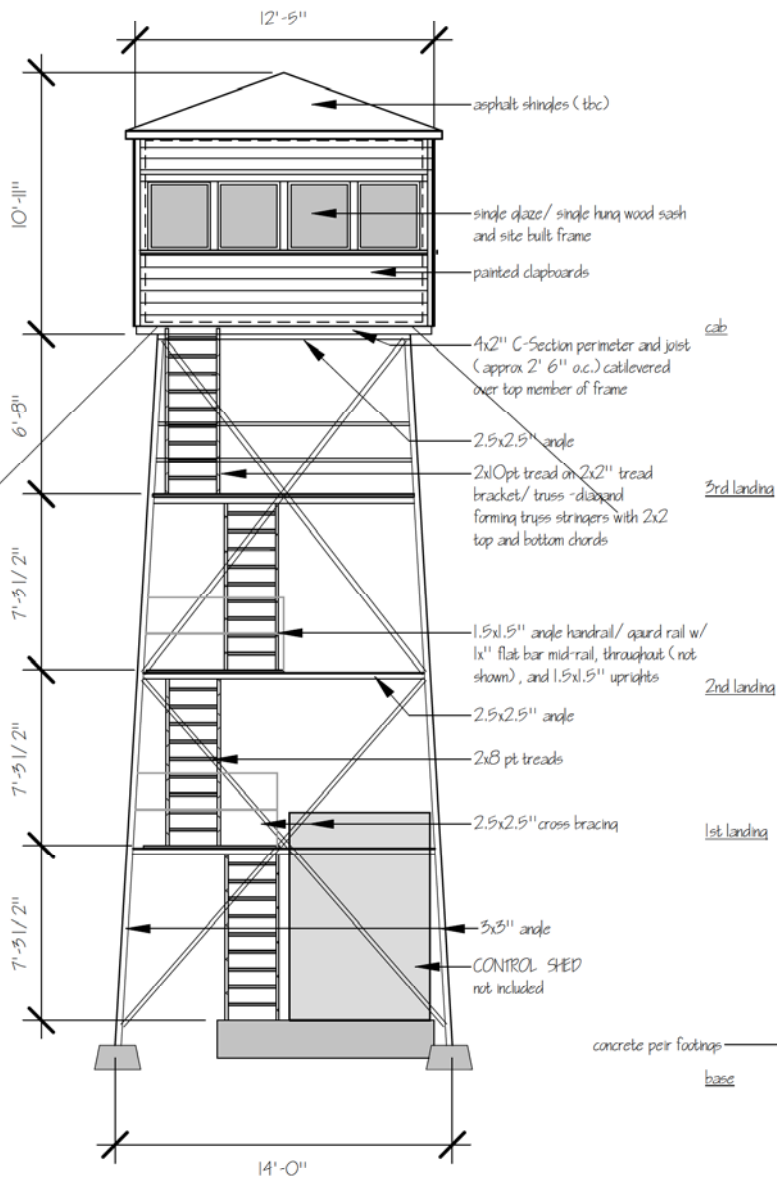 12'-5"
asphalt shingles ( tbc)
10'-11"
single glaze/ single hung wood sash
and site built frame
painted clapboards
cab
4x2" C-Section perimeter and joist
( approx 2' 6" o.c.) catilevered
over top member of frame
6'-8"
2.5x2.5" angle
2x10pt tread on 2x2" tread
bracket/ truss -diagand
forming truss stringers with 2x2
top and bottom chords
3rd landing
7'-3 1/2"
1.5x1.5" angle handrail/ gaurd rail w/
1x" flat bar mid-rail, throughout ( not
shown) , and 1.5x1.5" uprights
2nd landing
2.5x2.5" angle
7'-3 1/2"
2x8 pt treads
2.5x2.5" cross bracing
1st landing
7'-3 1/2"
3x3" angle
CONTROL SHED
not included
concrete peir footings
base
14'-0"